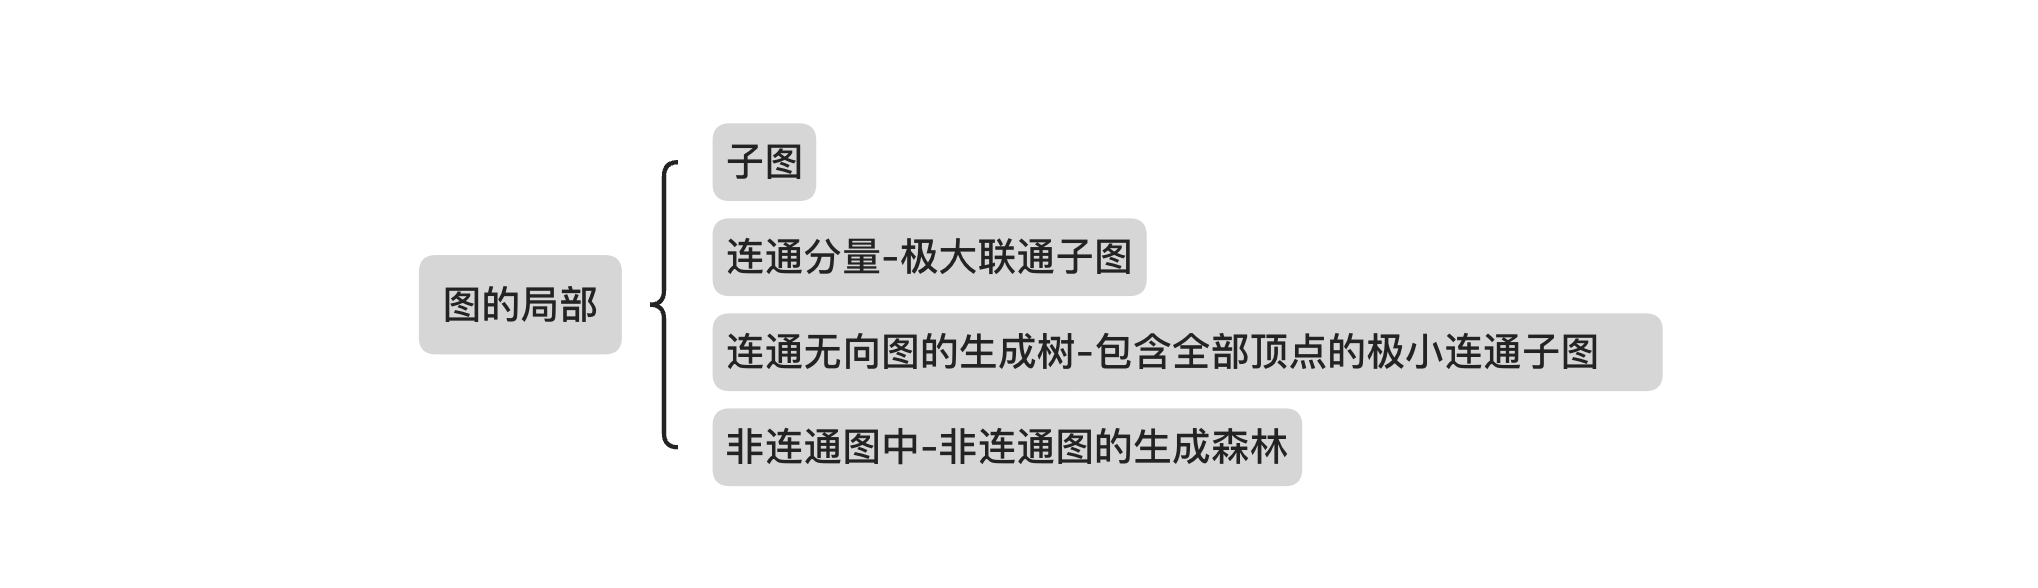 图的局部
子图
连通分量-极大联通子图
连通无向图的生成树-包含全部顶点的极小连通子图
非连通图中-非连通图的生成森林